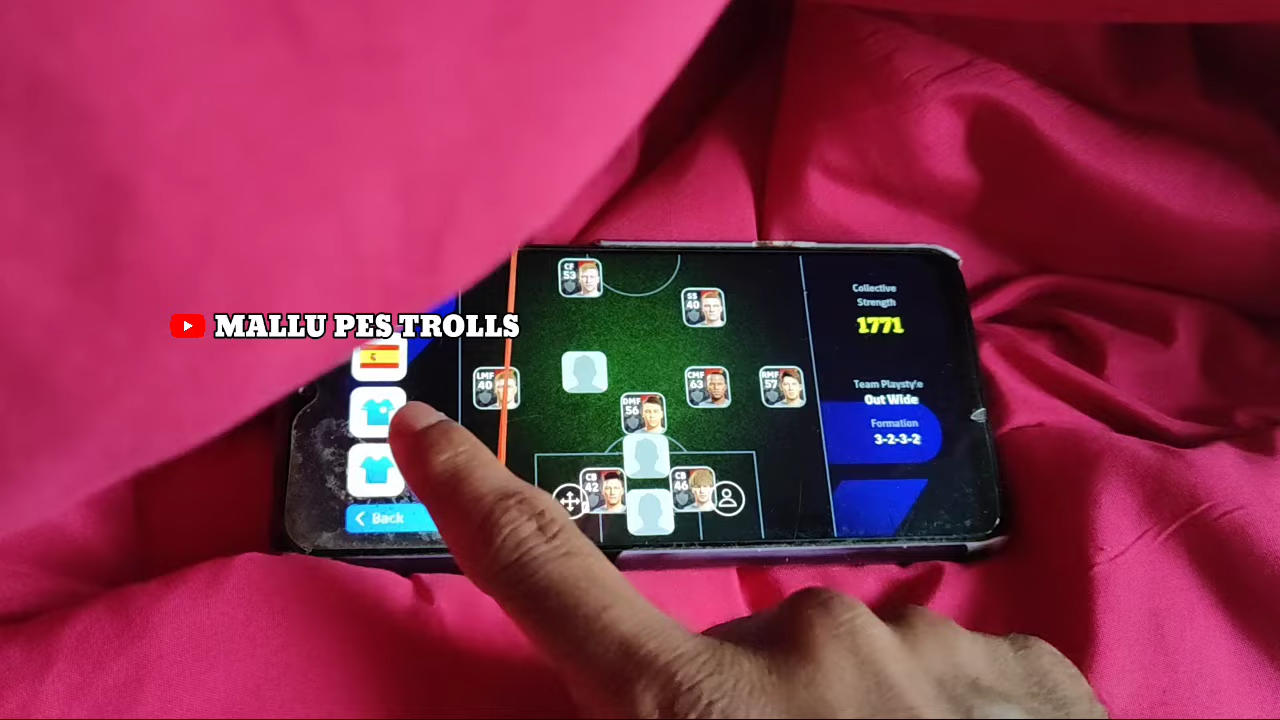 MALLU PES TROLLS
CF
53
SS
40
LMF
40
CMF
63
RMF
57
DMF
56
CB
42
CB
46
Back
Collective
Strength
1771
Team Playstyle
Out Wide
Formation
3-2-3-2